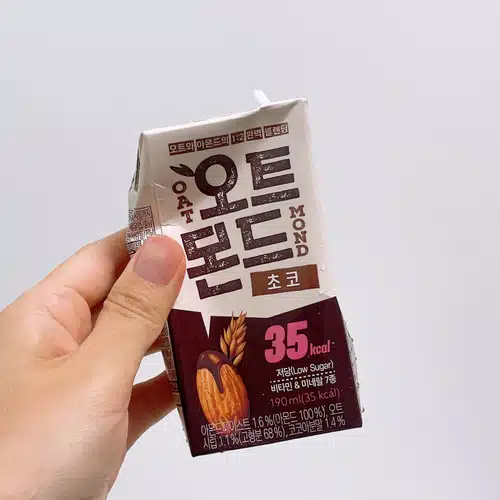 오트와 아몬드의 1:2 완벽 블렌딩
OAT
오트
몬드
MOND
초코
35 kcal
저당(Low Sugar)
비타민 & 미네랄 7종
190 ml(35 kcal)
아몬드페이스트 1.6%(아몬드 100%), 오트
시럽 1.1%(고형분 68%), 코코아분말 1.4%